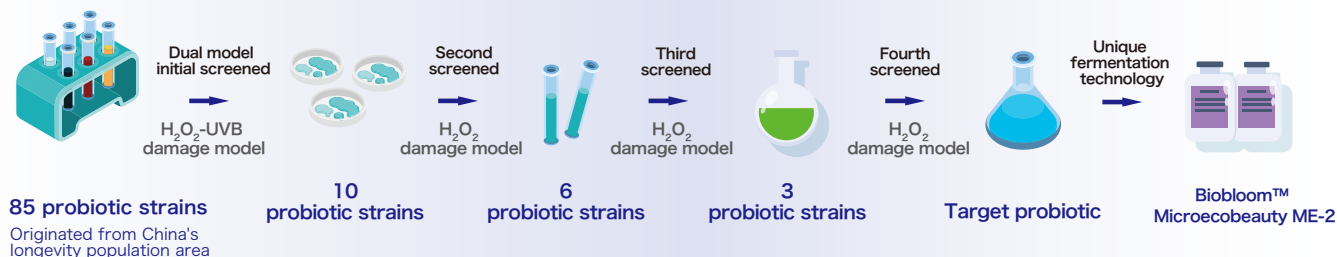 Dual model
initial screened
H₂O₂-UVB
damage model
Second
screened
H₂O₂
damage model
Third
screened
H₂O₂
damage model
Fourth
screened
H₂O₂
damage model
Unique
fermentation
technology
85 probiotic strains
Originated from China's
longevity population area
10
probiotic strains
6
probiotic strains
3
probiotic strains
Target probiotic
Biobloom™
Microecobeauty ME-2